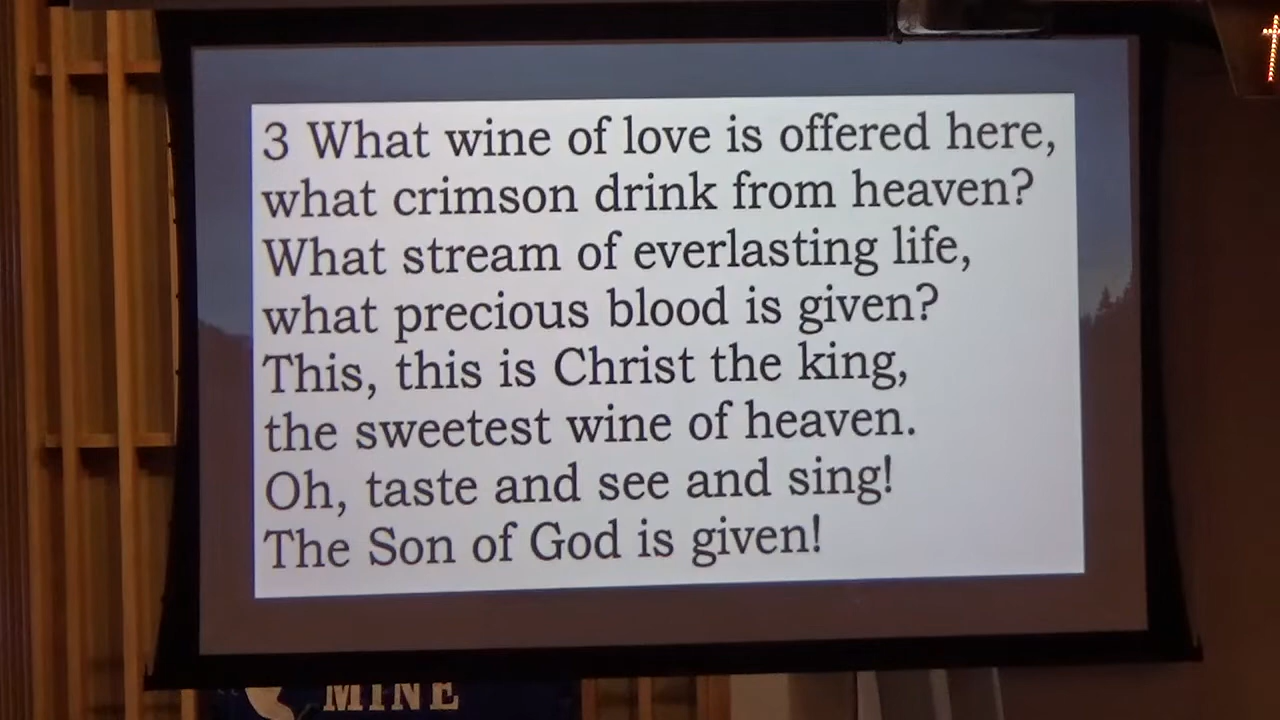 3 What wine of love is offered here,
what crimson drink from heaven?
What stream of everlasting life,
what precious blood is given?
This, this is Christ the king,
the sweetest wine of heaven.
Oh, taste and see and sing!
The Son of God is given!
MINE